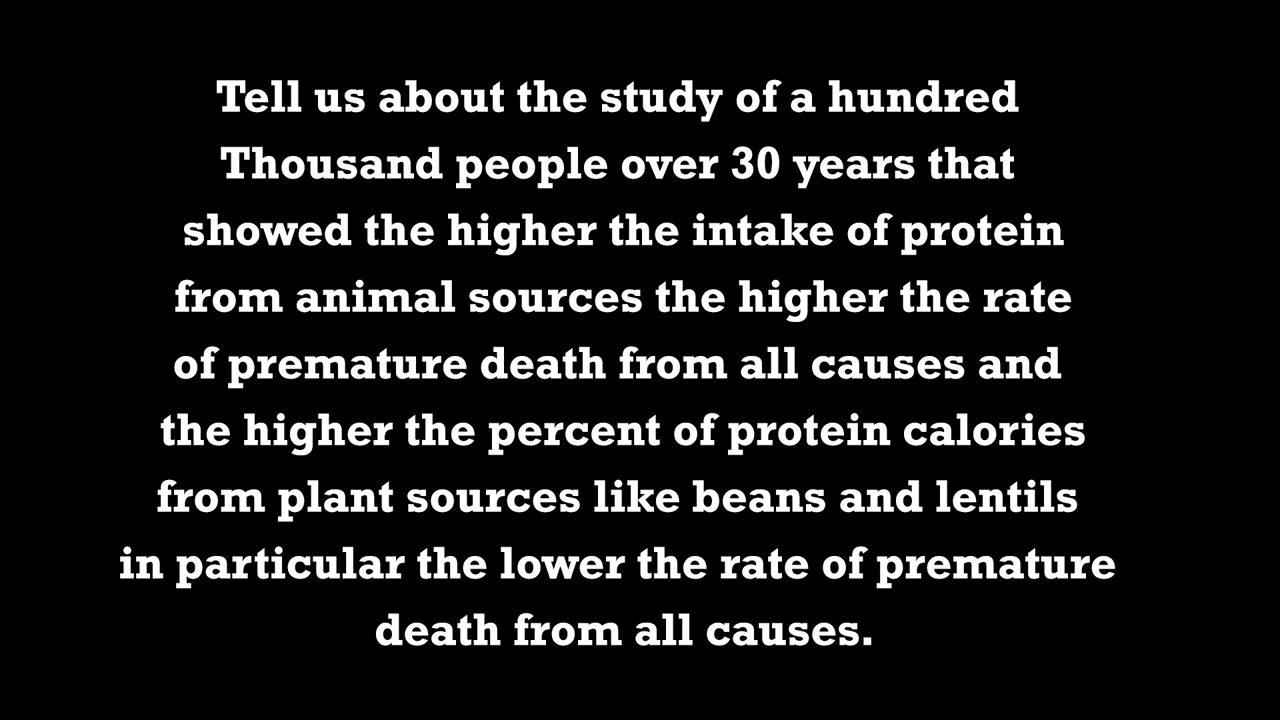 Tell us about the study of a hundred
Thousand people over 30 years that
showed the higher the intake of protein
from animal sources the higher the rate
of premature death from all causes and
the higher the percent of protein calories
from plant sources like beans and lentils
in particular the lower the rate of premature
death from all causes.